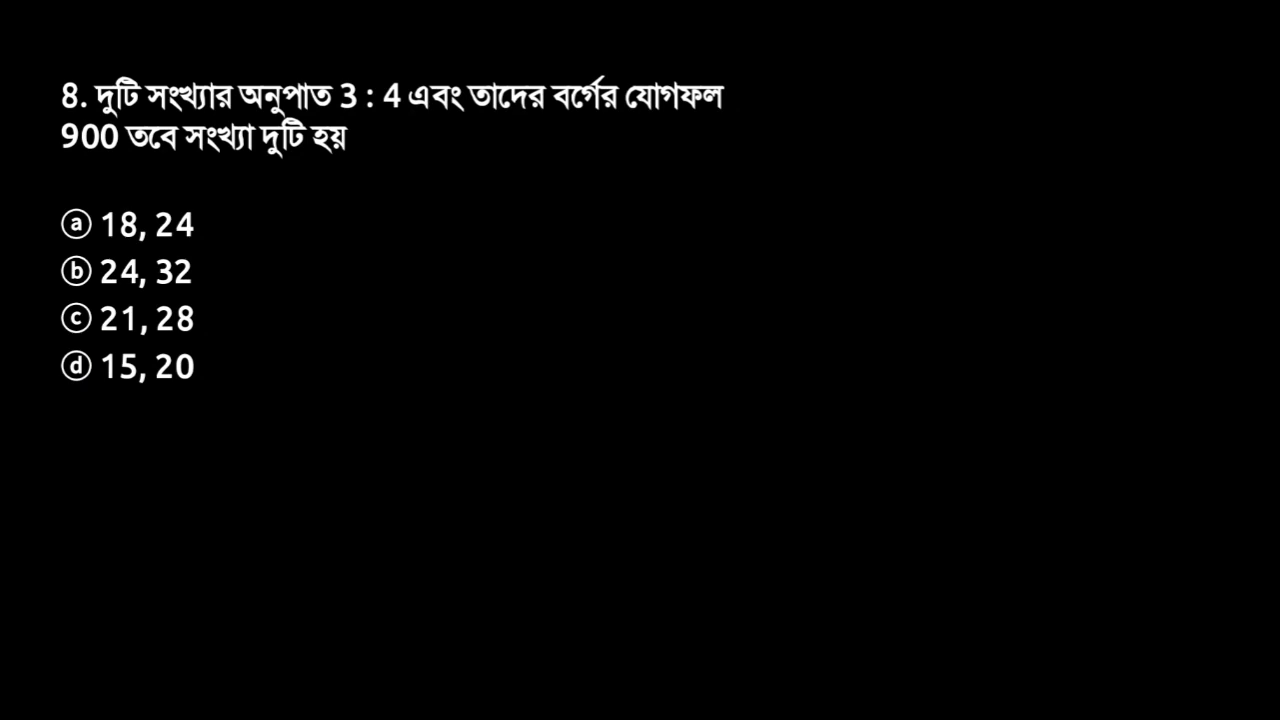 8. দুটি সংখ্যার অনুপাত 3 : 4 এবং তাদের বর্গের যোগফল
900 তবে সংখ্যা দুটি হয়
ⓐ 18, 24
ⓑ 24, 32
ⓒ 21, 28
ⓓ 15, 20